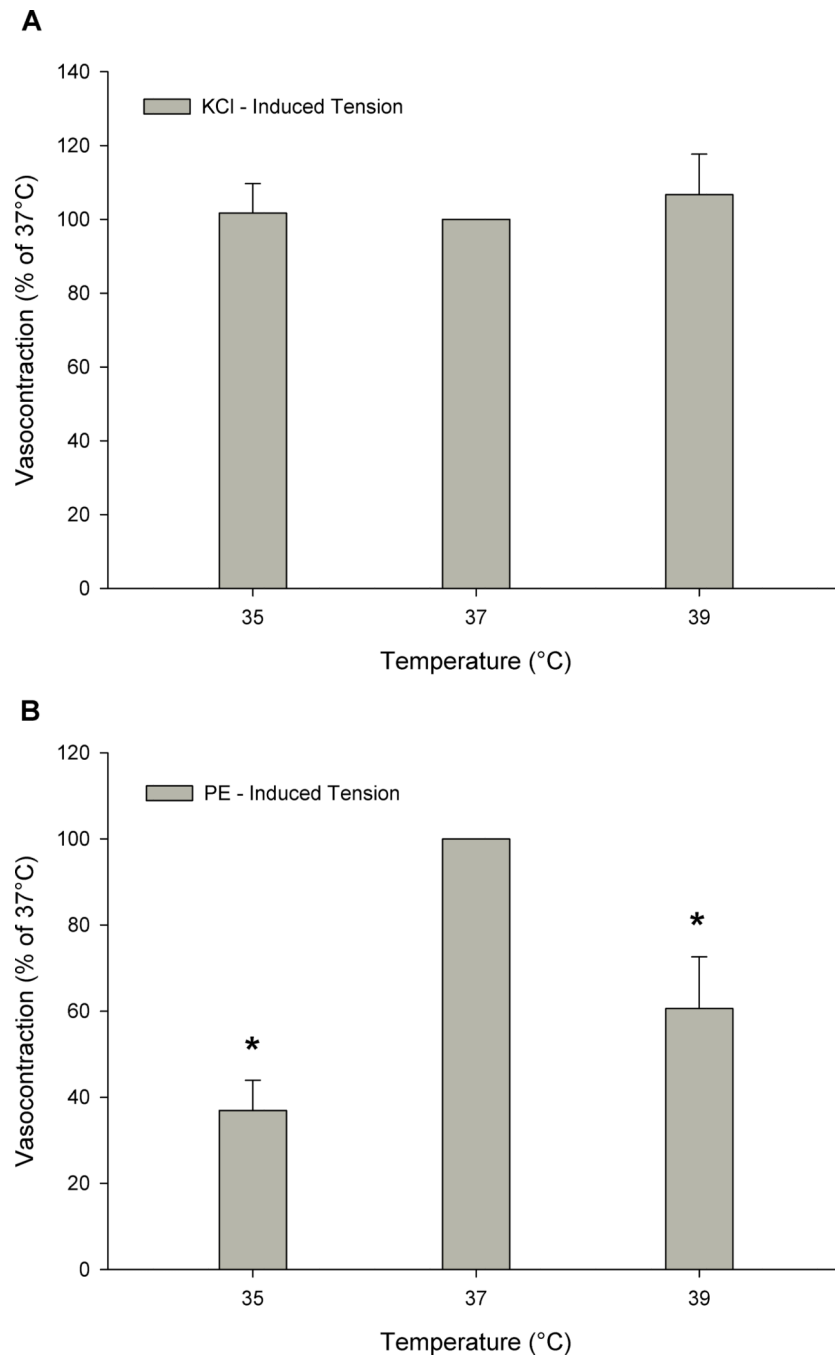 A
140
120
100
80
60
40
20
0
KCl - Induced Tension
Vasocontraction (% of 37°C)
35 37 39
Temperature (°C)
B
120
100
80
60
40
20
0
PE - Induced Tension
*
*
Vasocontraction (% of 37°C)
35 37 39
Temperature (°C)